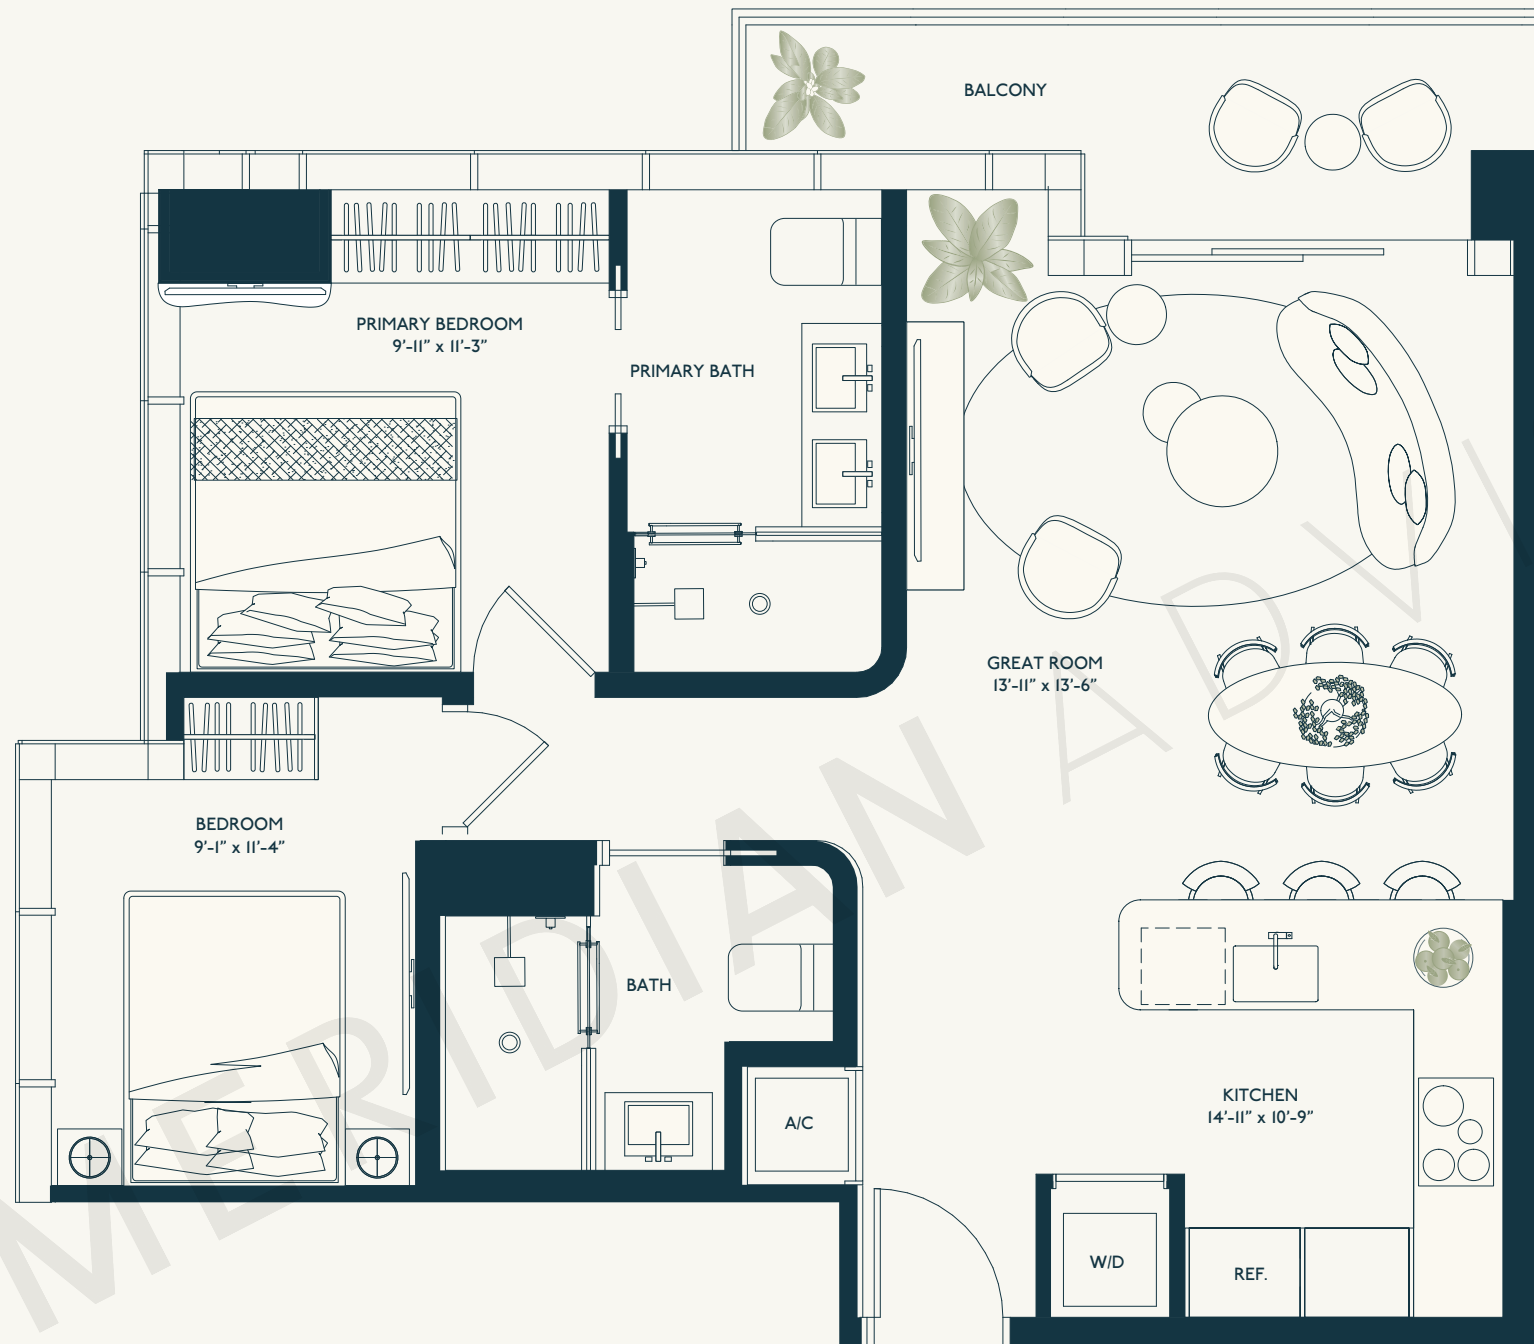 BALCONY
PRIMARY BEDROOM
9'-11" x 11'-3"
PRIMARY BATH
GREAT ROOM
13'-11" x 13'-6"
BEDROOM
9'-1" x 11'-4"
BATH
A/C
KITCHEN
14'-11" x 10'-9"
W/D
REF.
MERIDIAN ADVI